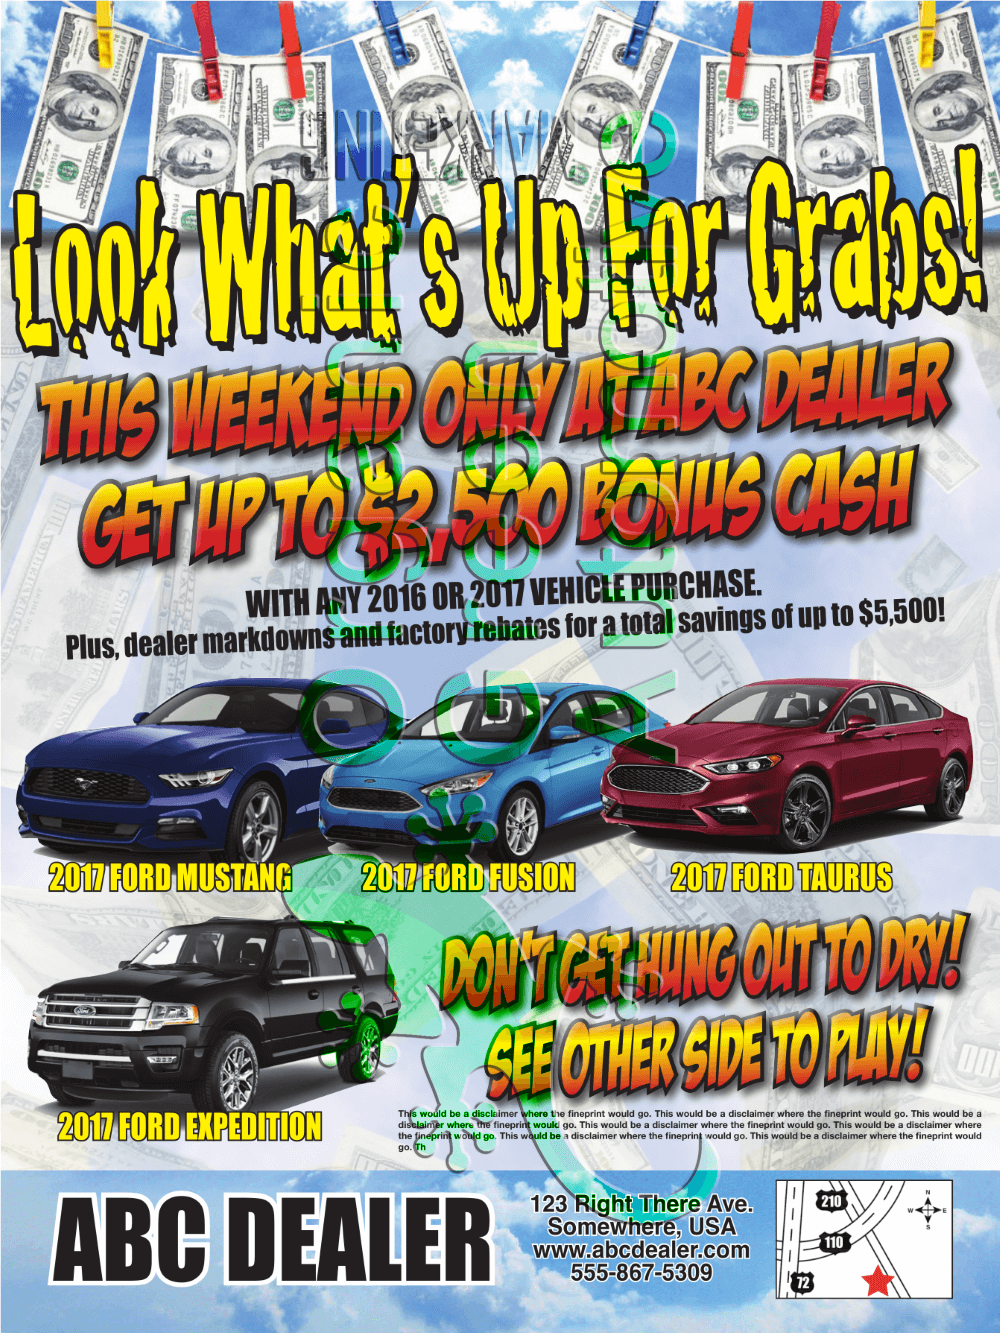 Look What's Up For Grabs!
THIS WEEKEND ONLY AT ABC DEALER
GET UP TO $2,500 BONUS CASH
WITH ANY 2016 OR 2017 VEHICLE PURCHASE.
Plus, dealer markdowns and factory rebates for a total savings of up to $5,500!
2017 FORD MUSTANG
2017 FORD FUSION
2017 FORD TAURUS
2017 FORD EXPEDITION
DON'T GET HUNG OUT TO DRY!
SEE OTHER SIDE TO PLAY!
This would be a disclaimer where the fineprint would go. This would be a disclaimer where the fineprint would go. This would be a
disclaimer where the fineprint would go. This would be a disclaimer where the fineprint would go. This would be a disclaimer where
the fineprint would go. This would be a disclaimer where the fineprint would go. This would be a disclaimer where the fineprint would
go. Th
ABC DEALER
123 Right There Ave.
Somewhere, USA
www.abcdealer.com
555-867-5309
210
110
72
N
W E
S